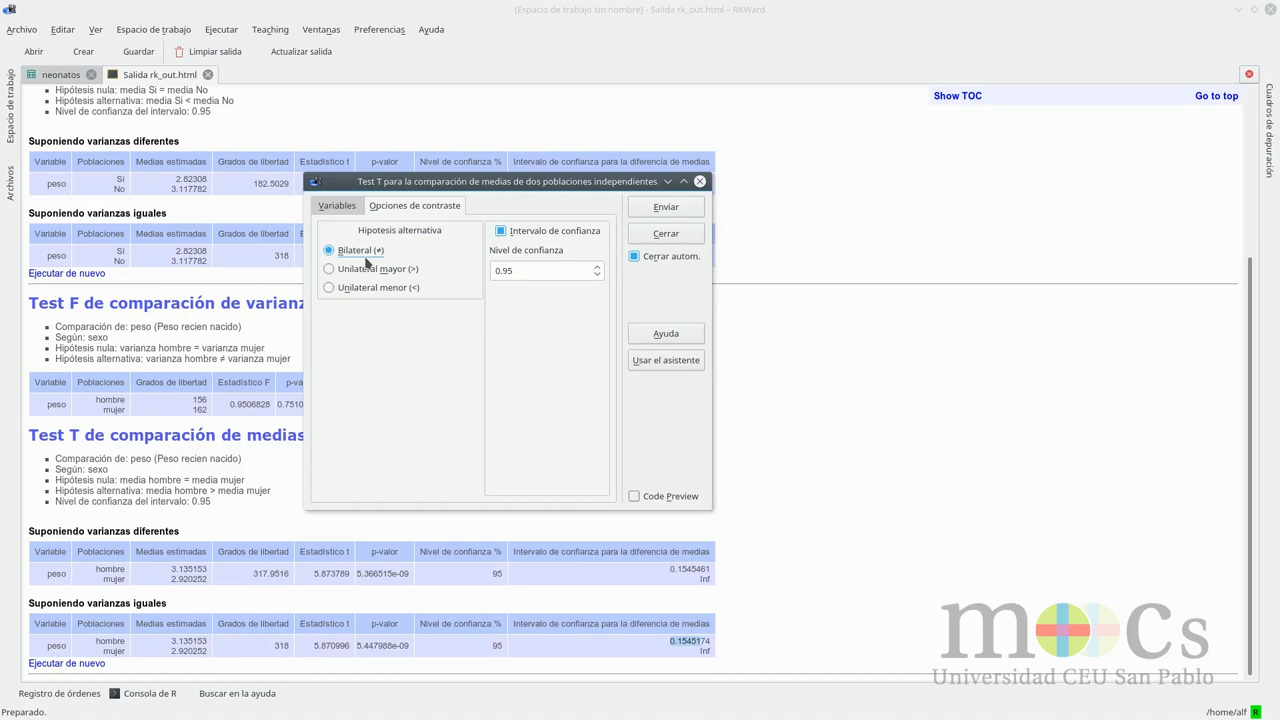 [Espacio de trabajo sin nombre] - Salida rk_out.html – RKWard
Archivo Editar Ver Espacio de trabajo Ejecutar Teaching Ventanas Preferencias Ayuda
Abrir Crear Guardar Limpiar salida Actualizar salida
neonatos Salida rk_out.html
Espacio de trabajo
Archivos
Cuadros de depuración
Show TOC Go to top
Hipótesis nula: media Si = media No
Hipótesis alternativa: media Si < media No
Nivel de confianza del intervalo: 0.95
Suponiendo varianzas diferentes
Variable Poblaciones Medias estimadas Grados de libertad Estadístico t p-valor Nivel de confianza % Intervalo de confianza para la diferencia de medias
peso Si No 2.82308 3.117782 182.5029
Suponiendo varianzas iguales
Variable Poblaciones Medias estimadas Grados de libertad
peso Si No 2.82308 3.117782 318
Ejecutar de nuevo
Test F de comparación de varianz
Comparación de: peso (Peso recien nacido)
Según: sexo
Hipótesis nula: varianza hombre = varianza mujer
Hipótesis alternativa: varianza hombre ≠ varianza mujer
Variable Poblaciones Grados de libertad Estadístico F p-va
peso hombre mujer 156 162 0.9506828 0.7510
Test T de comparación de medias
Comparación de: peso (Peso recien nacido)
Según: sexo
Hipótesis nula: media hombre = media mujer
Hipótesis alternativa: media hombre > media mujer
Nivel de confianza del intervalo: 0.95
Suponiendo varianzas diferentes
Variable Poblaciones Medias estimadas Grados de libertad Estadístico t p-valor Nivel de confianza % Intervalo de confianza para la diferencia de medias
peso hombre mujer 3.135153 2.920252 317.9516 5.873789 5.366515e-09 95 0.1545461 Inf
Suponiendo varianzas iguales
Variable Poblaciones Medias estimadas Grados de libertad Estadístico t p-valor Nivel de confianza % Intervalo de confianza para la diferencia de medias
peso hombre mujer 3.135153 2.920252 318 5.870996 5.447988e-09 95 0.1545174 Inf
Ejecutar de nuevo
Test T para la comparación de medias de dos poblaciones independientes
Variables Opciones de contraste
Hipotesis alternativa
Bilateral (≠)
Unilateral mayor (>)
Unilateral menor (<)
Intervalo de confianza
Nivel de confianza
0.95
Enviar
Cerrar
Cerrar autom.
Ayuda
Usar el asistente
Code Preview
mocs
Universidad CEU San Pablo
Registro de órdenes Consola de R Buscar en la ayuda
Preparado. /home/alf R